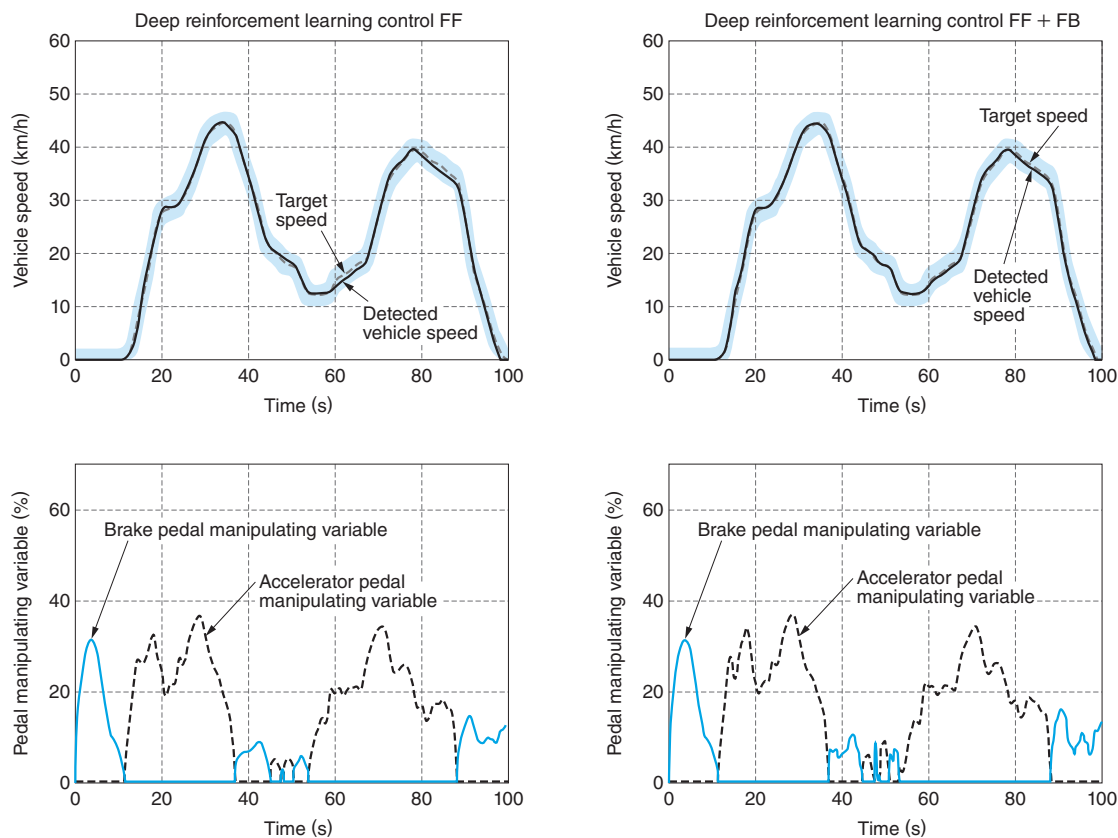 Deep reinforcement learning control FF
60
50
40
30
20
10
0
Vehicle speed (km/h)
Target
speed
Detected
vehicle speed
0 20 40 60 80 100
Time (s)
Deep reinforcement learning control FF + FB
60
50
40
30
20
10
0
Vehicle speed (km/h)
Target speed
Detected
vehicle
speed
0 20 40 60 80 100
Time (s)
60
40
20
0
Pedal manipulating variable (%)
Brake pedal manipulating variable
Accelerator pedal
manipulating variable
0 20 40 60 80 100
Time (s)
60
40
20
0
Pedal manipulating variable (%)
Brake pedal manipulating variable
Accelerator pedal
manipulating variable
0 20 40 60 80 100
Time (s)